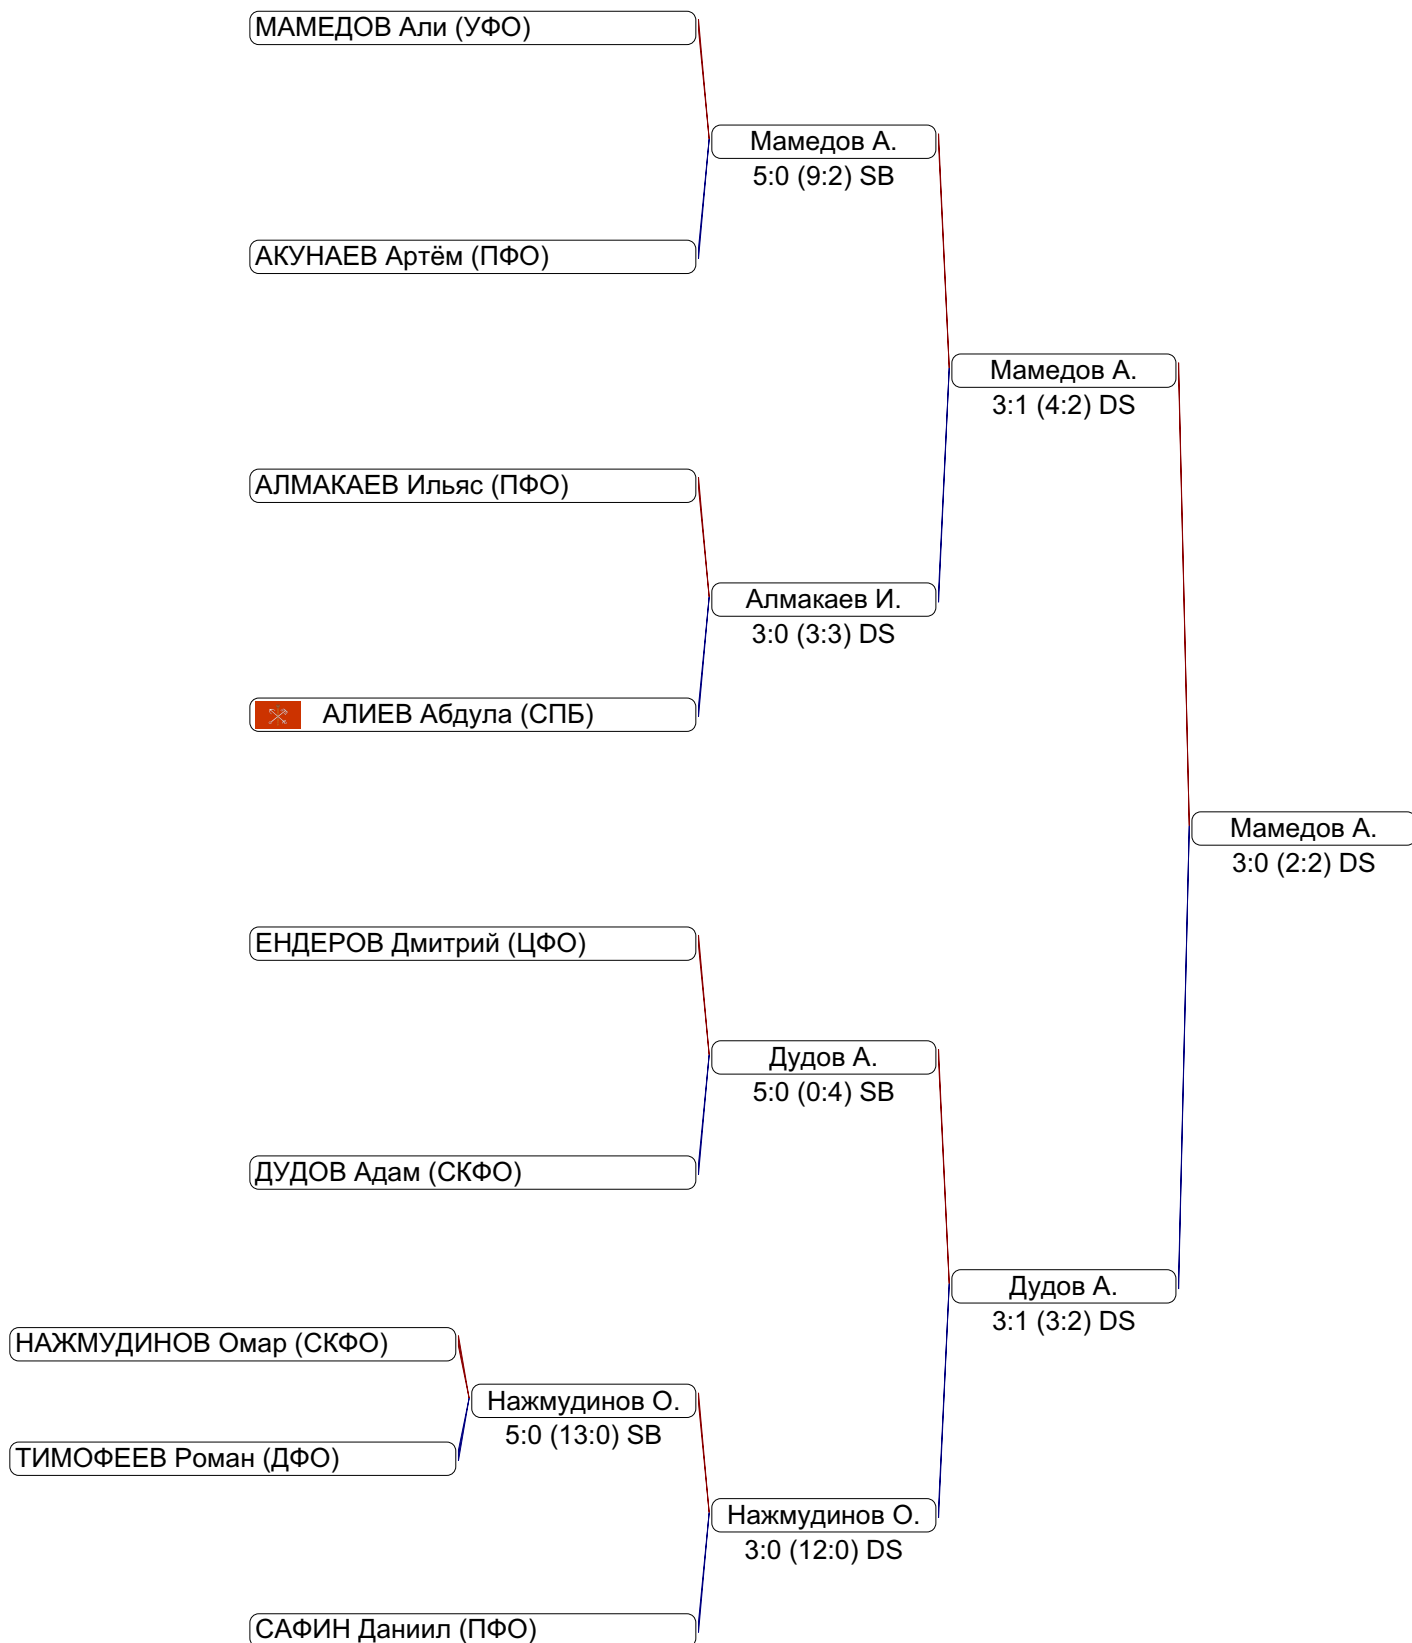 МАМЕДОВ Али (УФО)
Мамедов А.
5:0 (9:2) SB
АКУНАЕВ Артём (ПФО)
Мамедов А.
3:1 (4:2) DS
АЛМАКАЕВ Ильяс (ПФО)
Алмакаев И.
3:0 (3:3) DS
АЛИЕВ Абдула (СПБ)
Мамедов А.
3:0 (2:2) DS
ЕНДЕРОВ Дмитрий (ЦФО)
Дудов А.
5:0 (0:4) SB
ДУДОВ Адам (СКФО)
Дудов А.
3:1 (3:2) DS
НАЖМУДИНОВ Омар (СКФО)
Нажмудинов О.
5:0 (13:0) SB
ТИМОФЕЕВ Роман (ДФО)
Нажмудинов О.
3:0 (12:0) DS
САФИН Даниил (ПФО)